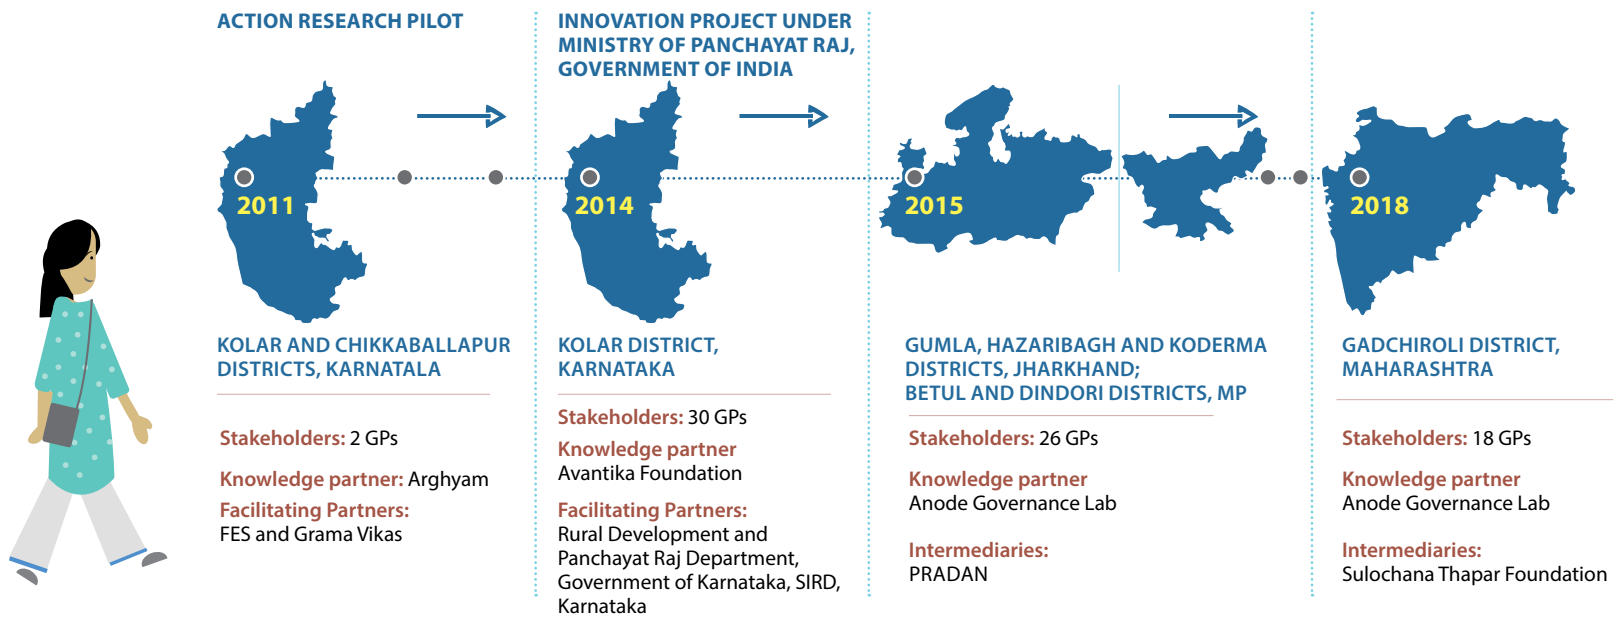 ACTION RESEARCH PILOT
2011
KOLAR AND CHIKKABALLAPUR
DISTRICTS, KARNATALA
Stakeholders: 2 GPs
Knowledge partner: Arghyam
Facilitating Partners:
FES and Grama Vikas
INNOVATION PROJECT UNDER
MINISTRY OF PANCHAYAT RAJ,
GOVERNMENT OF INDIA
2014
KOLAR DISTRICT,
KARNATAKA
Stakeholders: 30 GPs
Knowledge partner
Avantika Foundation
Facilitating Partners:
Rural Development and
Panchayat Raj Department,
Government of Karnataka, SIRD,
Karnataka
2015
GUMLA, HAZARIBAGH AND KODERMA
DISTRICTS, JHARKHAND;
BETUL AND DINDORI DISTRICTS, MP
Stakeholders: 26 GPs
Knowledge partner
Anode Governance Lab
Intermediaries:
PRADAN
2018
GADCHIROLI DISTRICT,
MAHARASHTRA
Stakeholders: 18 GPs
Knowledge partner
Anode Governance Lab
Intermediaries:
Sulochana Thapar Foundation